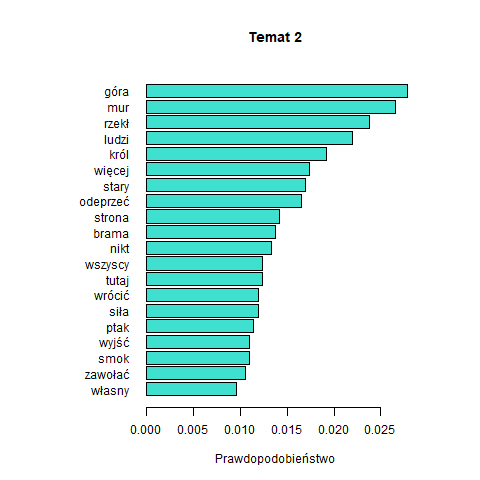 Temat 2
góra
mur
rzekł
ludzi
król
więcej
stary
odeprzeć
strona
brama
nikt
wszyscy
tutaj
wrócić
siła
ptak
wyjść
smok
zawołać
własny
0.000 0.005 0.010 0.015 0.020 0.025
Prawdopodobieństwo